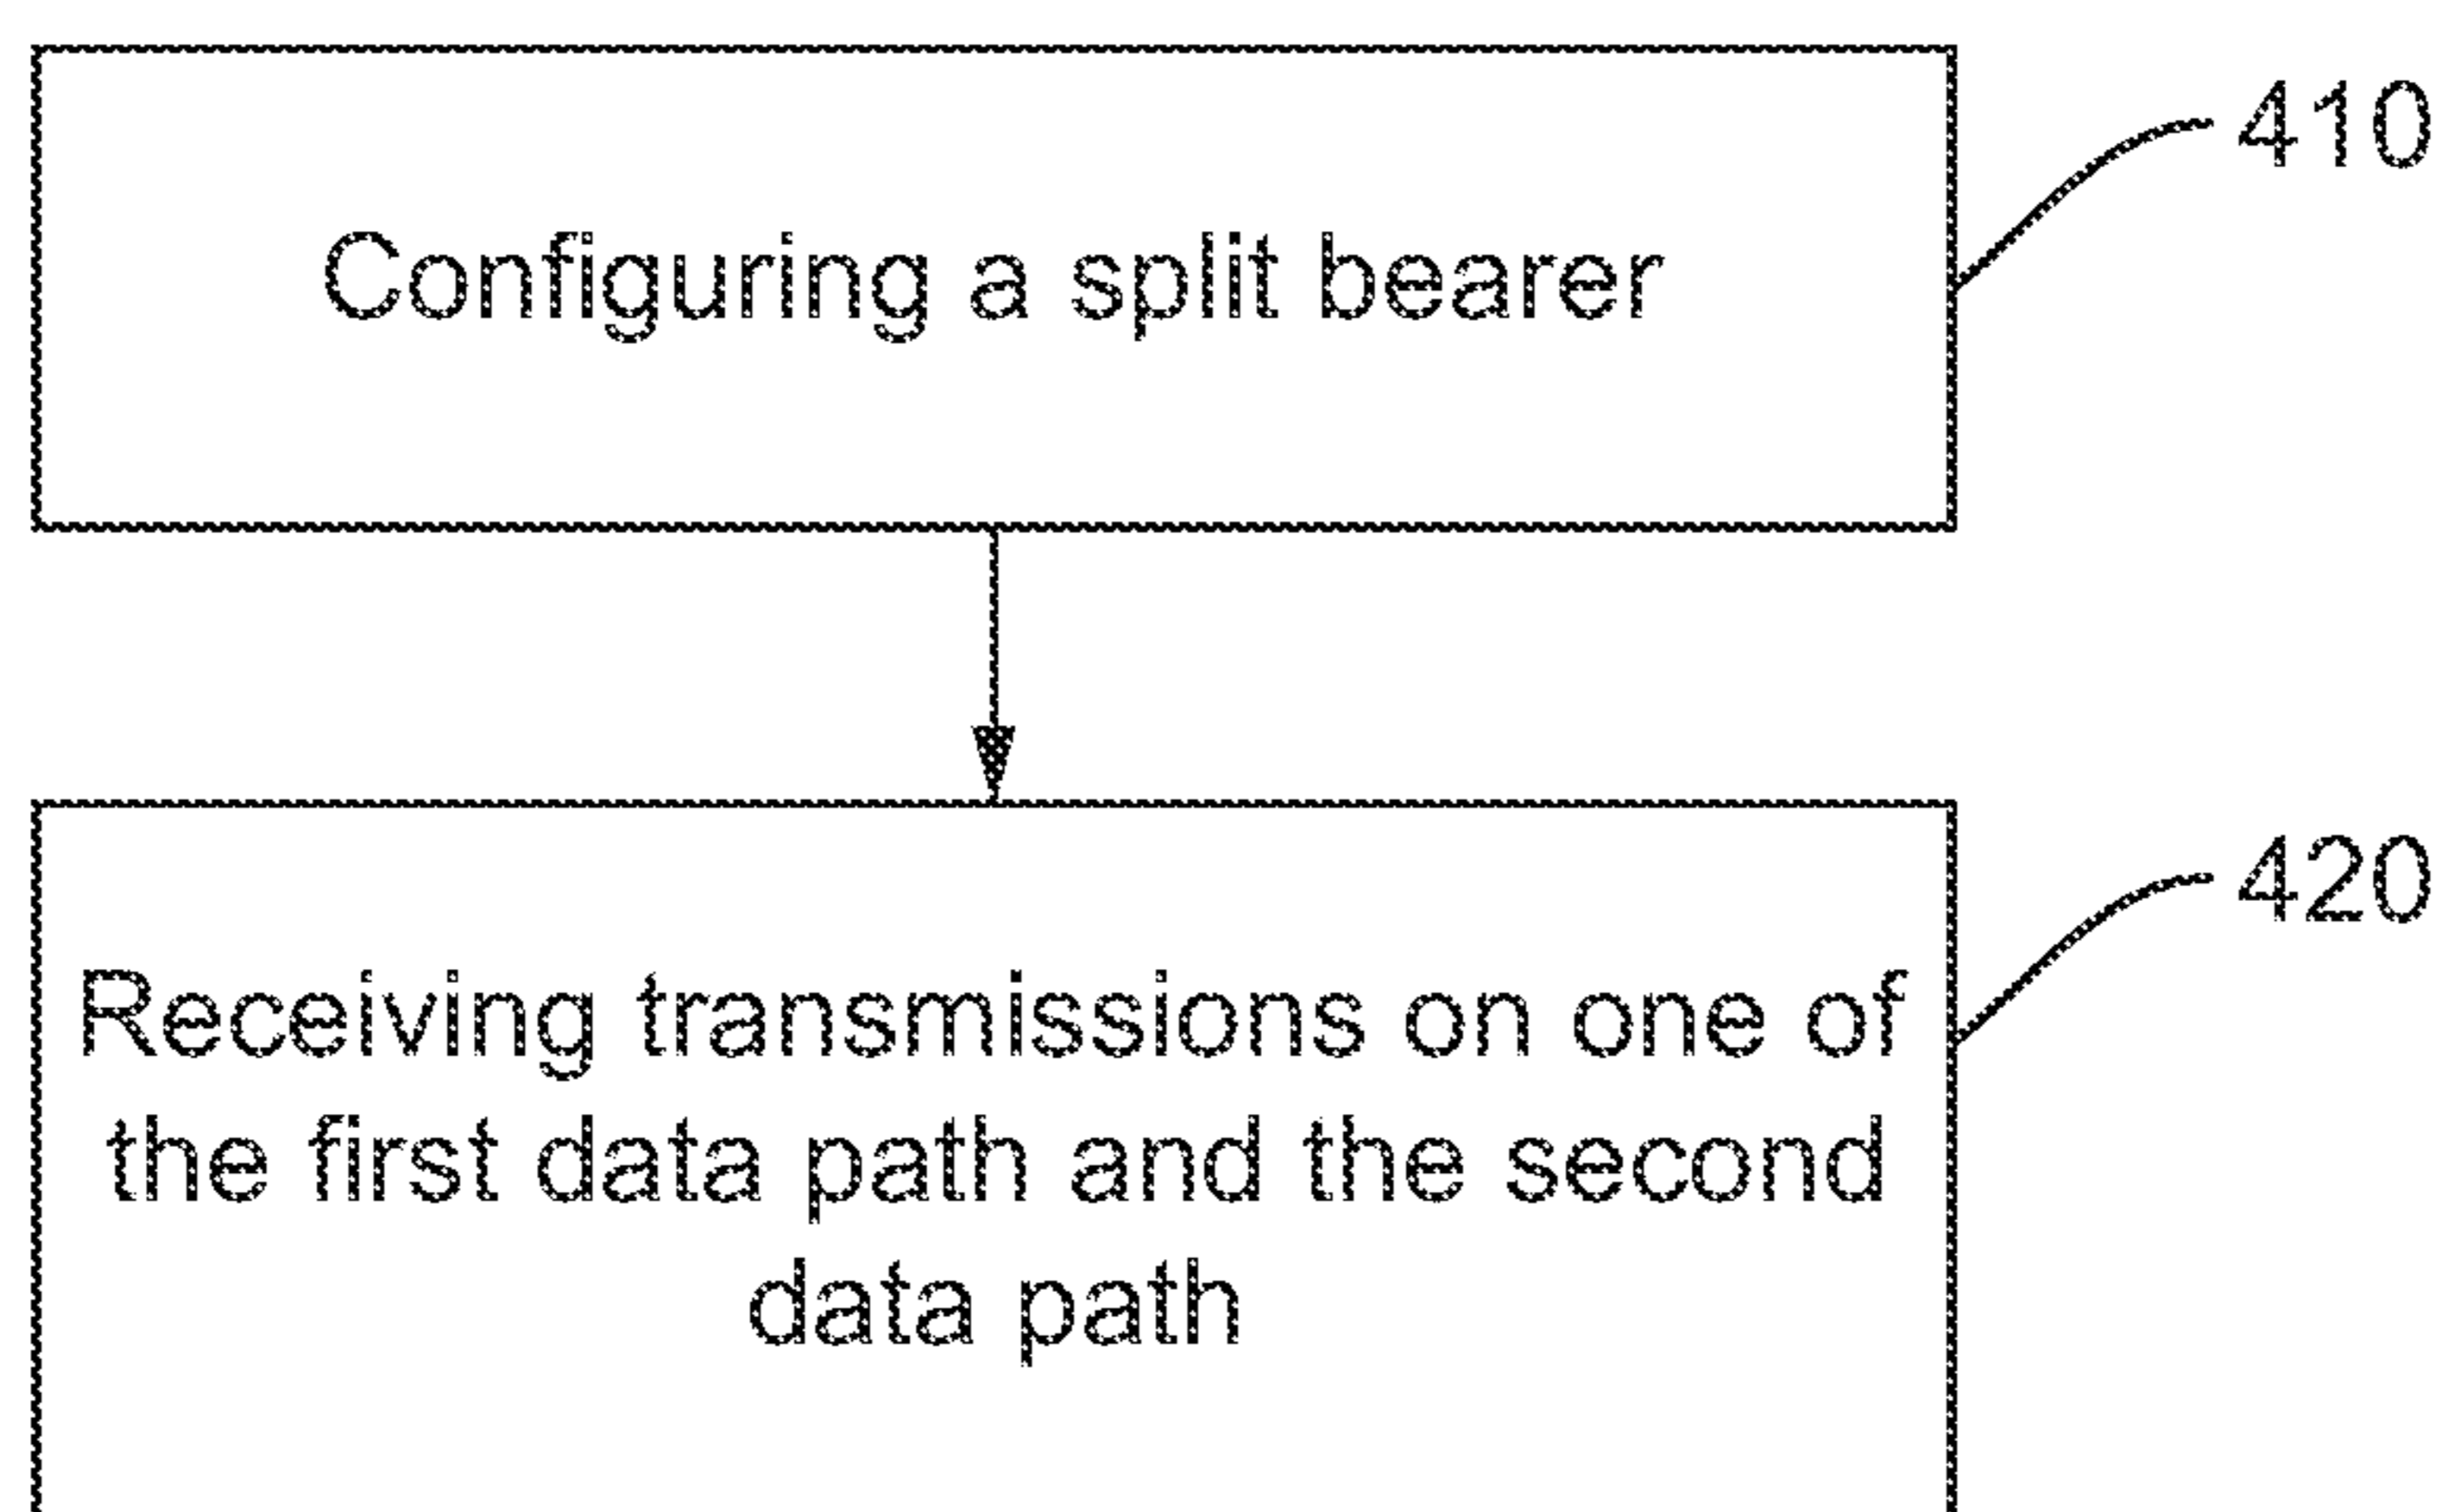 410
Configuring a split bearer
420
Receiving transmissions on one of
the first data path and the second
data path